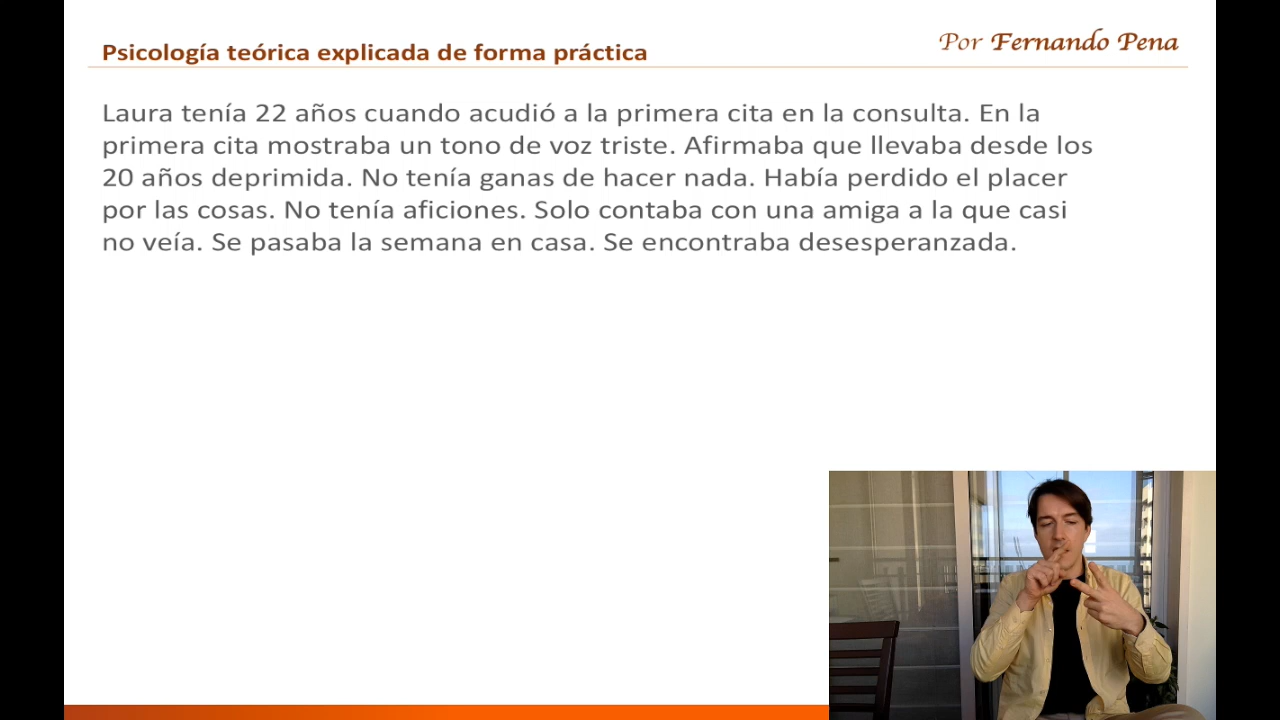 Psicología teórica explicada de forma práctica
Por Fernando Pena
Laura tenía 22 años cuando acudió a la primera cita en la consulta. En la
primera cita mostraba un tono de voz triste. Afirmaba que llevaba desde los
20 años deprimida. No tenía ganas de hacer nada. Había perdido el placer
por las cosas. No tenía aficiones. Solo contaba con una amiga a la que casi
no veía. Se pasaba la semana en casa. Se encontraba desesperanzada.